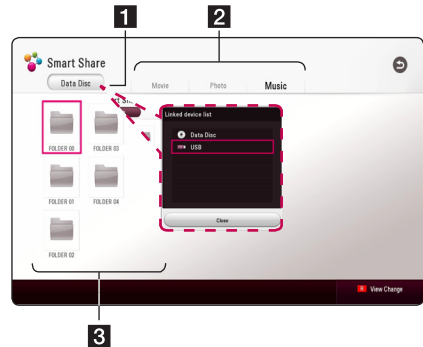 1
2
Smart Share
Data Disc
Movie Photo Music
Linked device list
Data Disc
USB
Close
FOLDER 00 FOLDER 03
FOLDER 01 FOLDER 04
FOLDER 02
R View Change
3